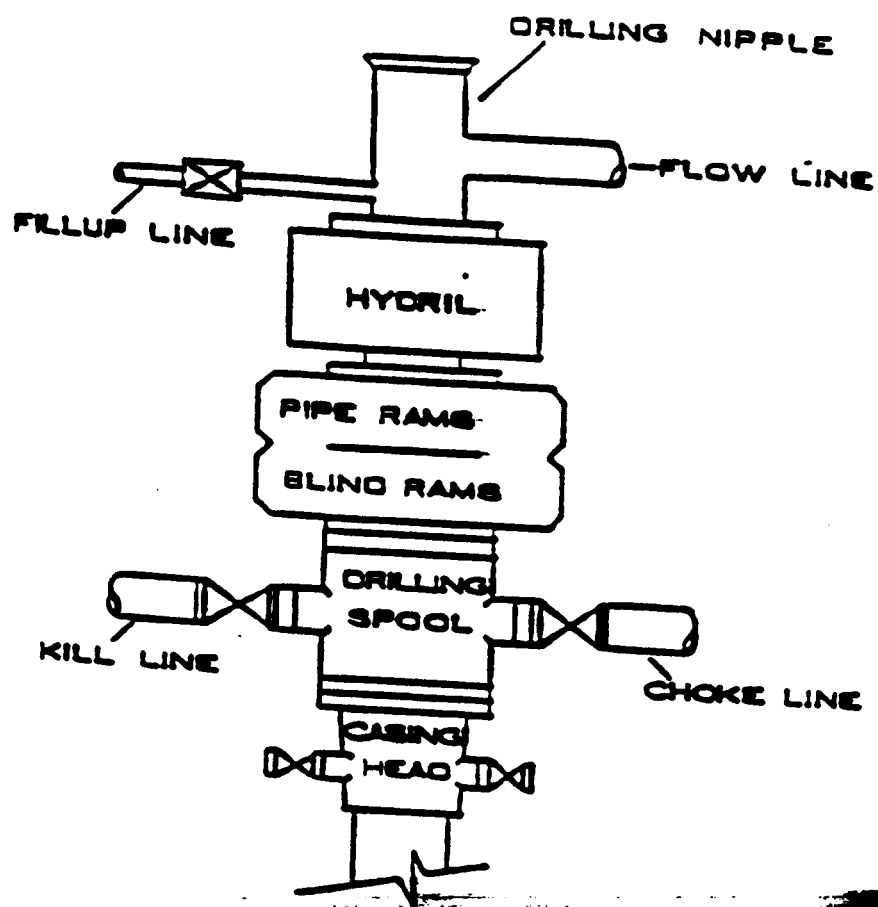 DRILLING NIPPLE
FLOW LINE
FILLUP LINE
HYDRIL
PIPE RAMS
BLIND RAMS
DRILLING
SPOOL
KILL LINE
CHOKE LINE
CASING
HEAD